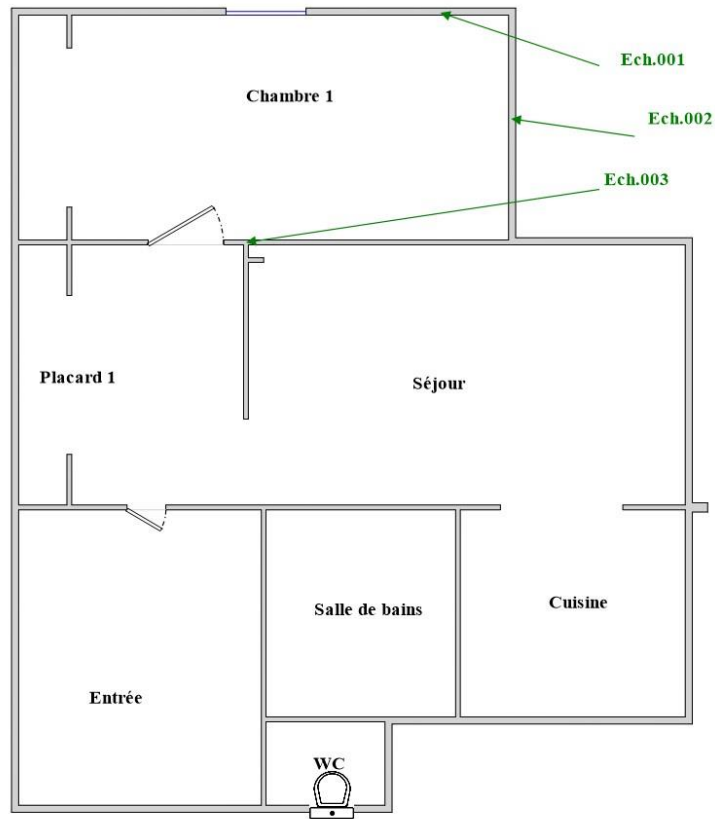 Ech.001
Chambre 1
Ech.002
Ech.003
Placard 1
Séjour
Salle de bains
Cuisine
Entrée
WC